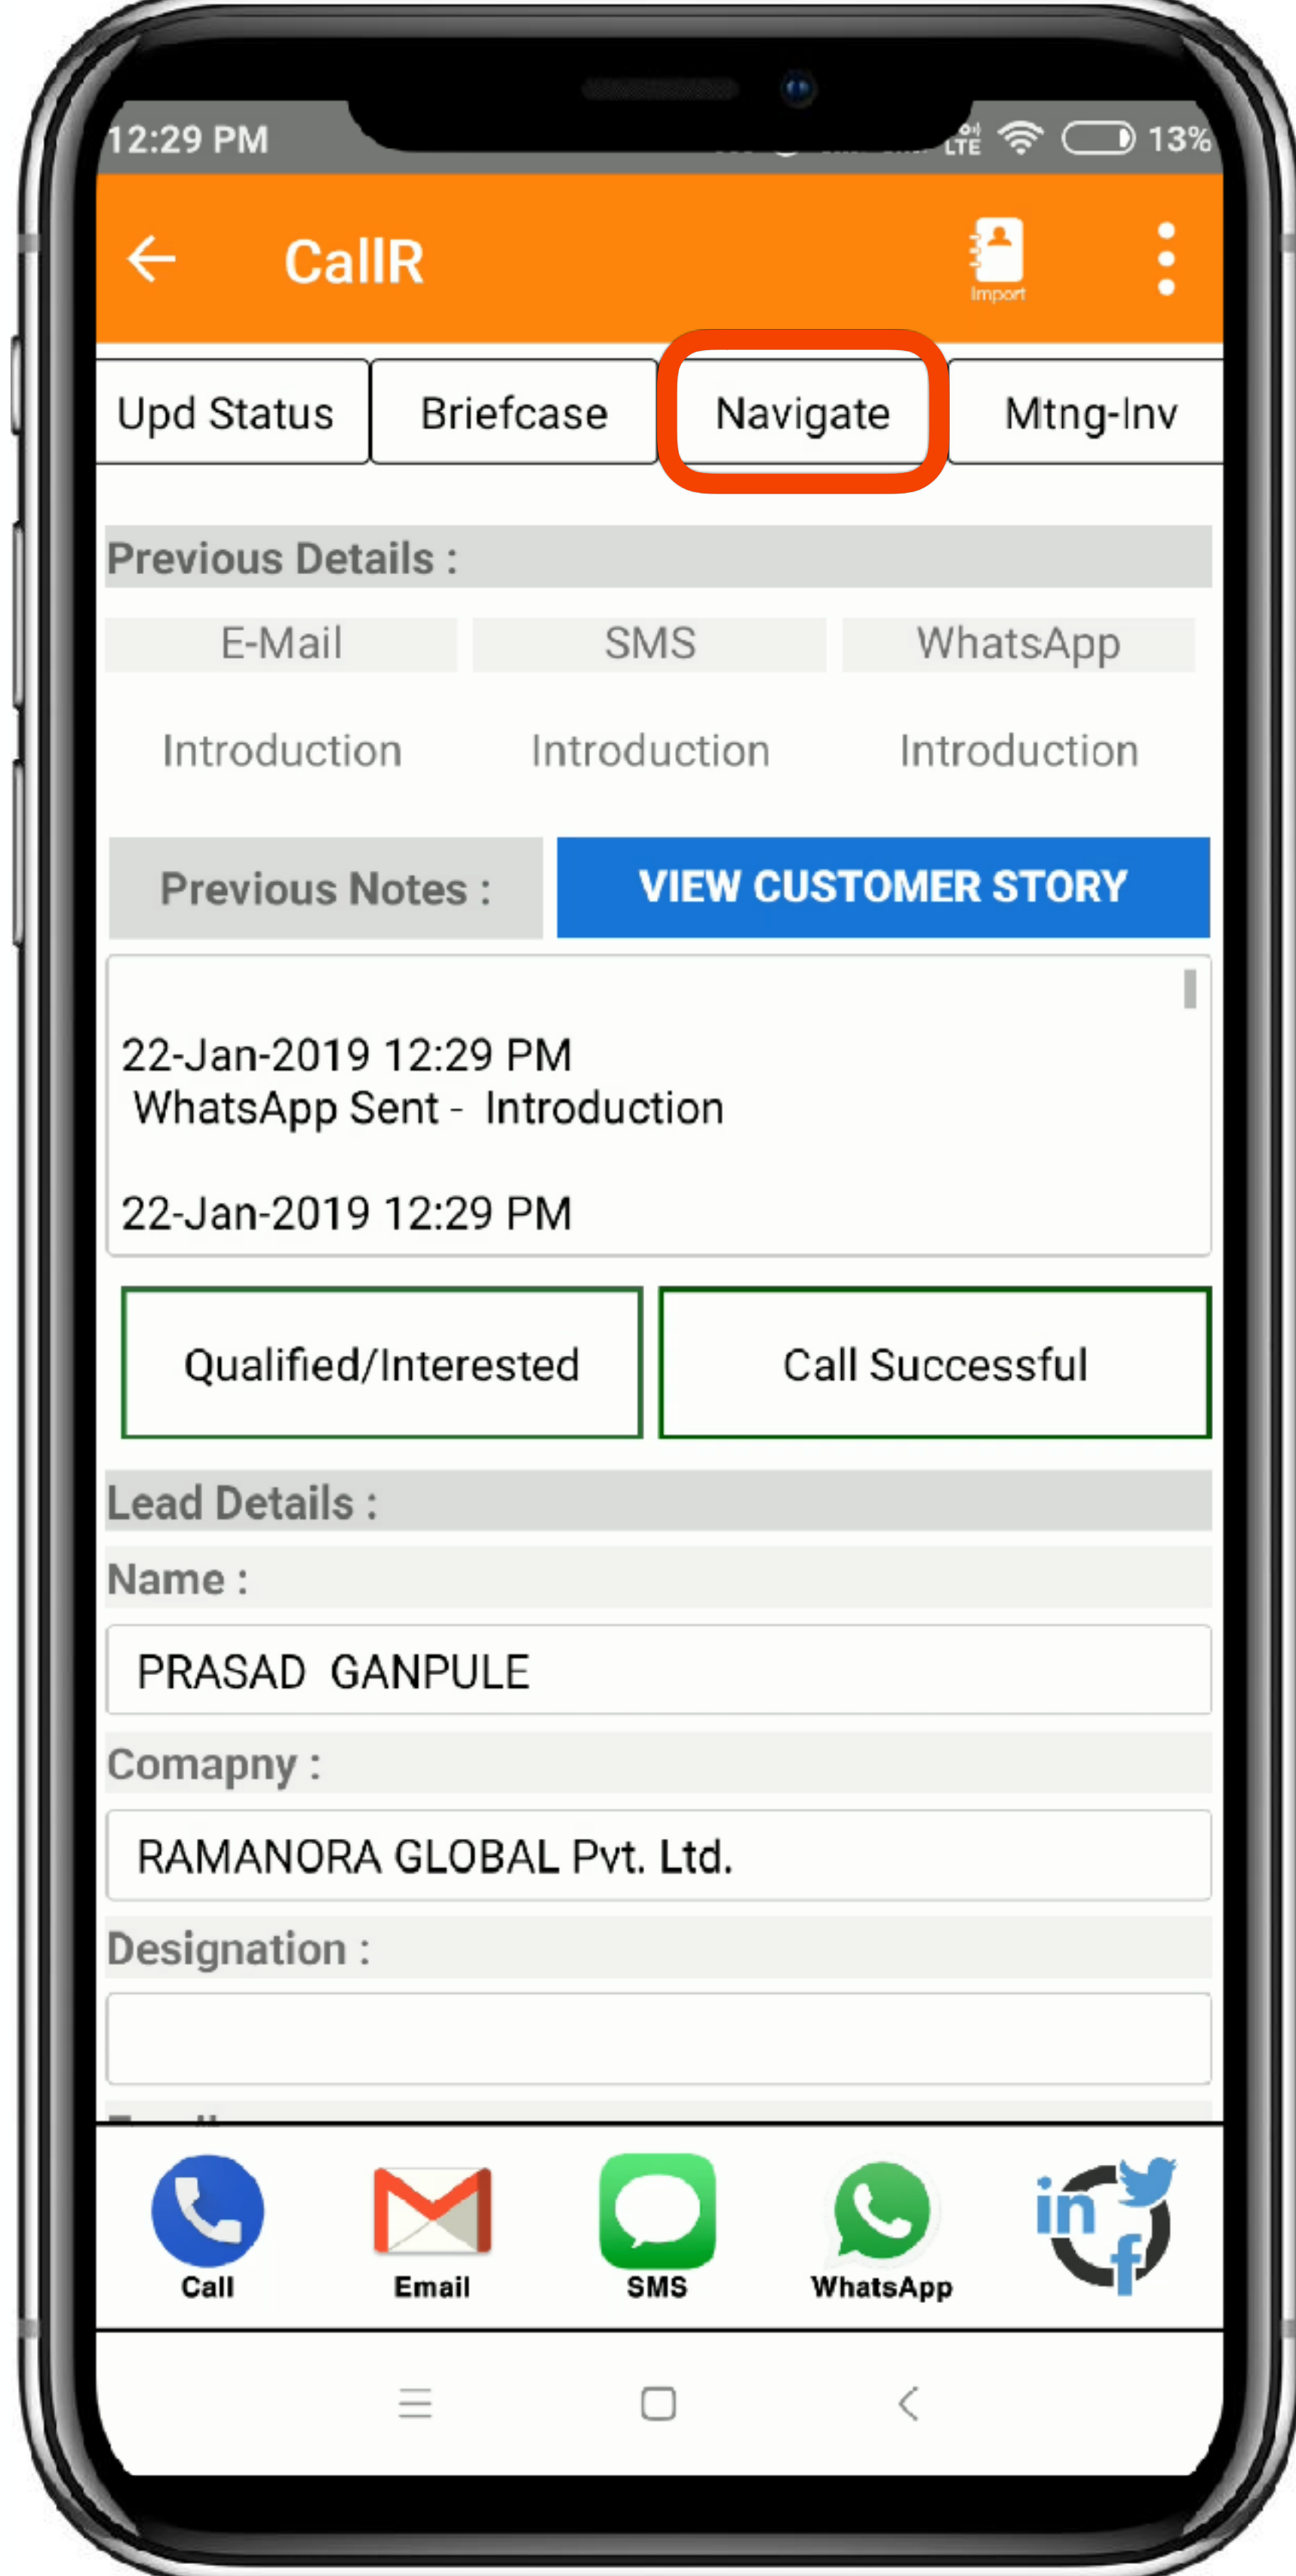 12:29 PM
LTE 13%
CallR
Import
Upd Status Briefcase Navigate Mtng-Inv
Previous Details :
E-Mail SMS WhatsApp
Introduction Introduction Introduction
Previous Notes : VIEW CUSTOMER STORY
22-Jan-2019 12:29 PM
WhatsApp Sent - Introduction
22-Jan-2019 12:29 PM
Qualified/Interested Call Successful
Lead Details :
Name :
PRASAD GANPULE
Comapny :
RAMANORA GLOBAL Pvt. Ltd.
Designation :
in
f
Call Email SMS WhatsApp